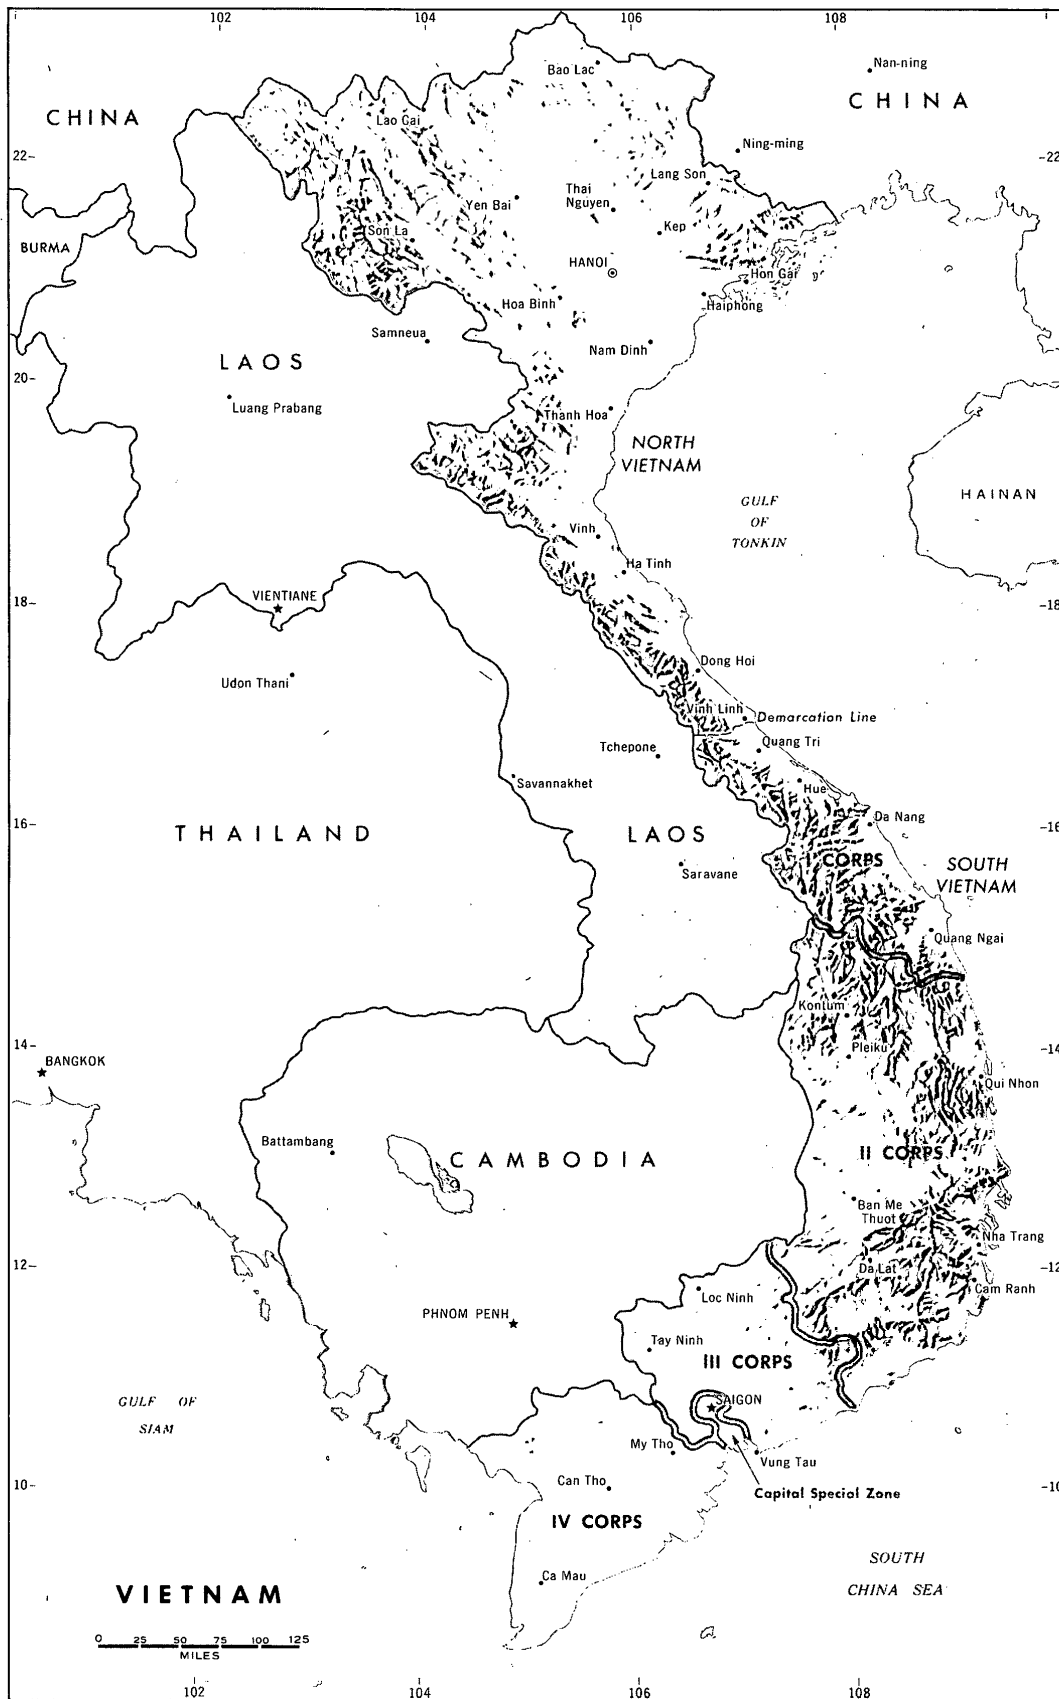 102 104 106 108
Bao Lac
Nan-ning
CHINA
CHINA
Lao Cai
22-
Ning-ming
-22
Lang Son
Thai
Nguyen
Yen Bai
Kep
Son La
BURMA
HANOI
Hon Gai
Hoa Binh
Haiphong
Samneua
Nam Dinh
LAOS
20-
Luang Prabang
Thanh Hoa
NORTH
VIETNAM
HAINAN
GULF
OF
TONKIN
Vinh
Ha Tinh
VIENTIANE
18-
-18
Dong Hoi
Udon Thani
Vinh Linh
Demarcation Line
Quang Tri
Tchepone
Savannakhet
Hue
Da Nang
16-
-16
THAILAND
LAOS
I CORPS
SOUTH
VIETNAM
Saravane
Quang Ngai
Kontum
14-
-14
Pleiku
BANGKOK
Qui Nhon
Battambang
CAMBODIA
II CORPS
Ban Me
Thuot
Nha Trang
12-
-12
Da Lat
Cam Ranh
Loc Ninh
PHNOM PENH
Tay Ninh
III CORPS
GULF OF
SIAM
SAIGON
My Tho
Vung Tau
Can Tho
10-
-10
Capital Special Zone
IV CORPS
SOUTH
CHINA SEA
Ca Mau
VIETNAM
0 25 50 75 100 125
MILES
102 104 106 108